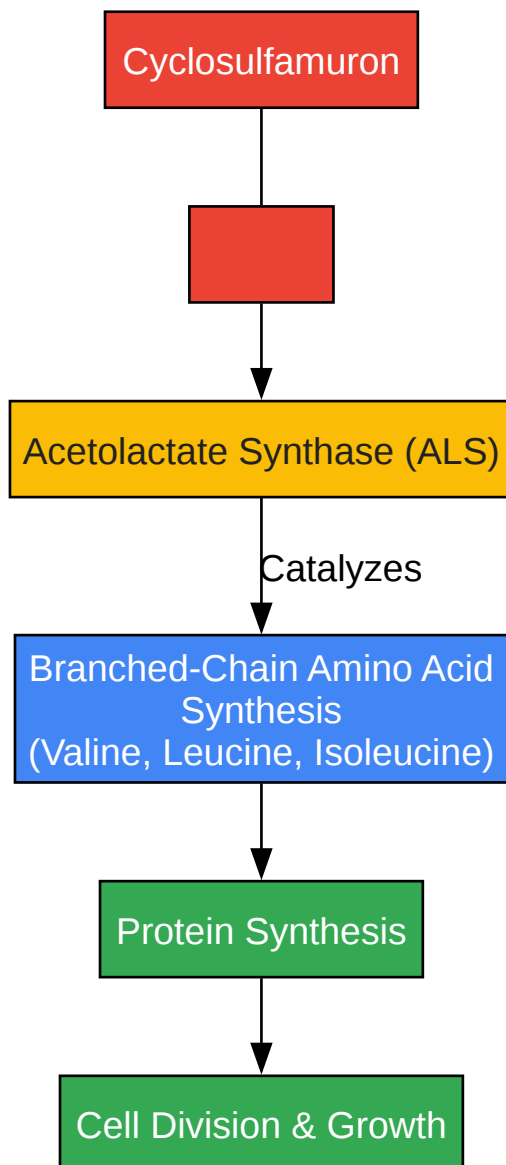 Cyclosulfamuron
Acetolactate Synthase (ALS)
Catalyzes
Branched-Chain Amino Acid
Synthesis
(Valine, Leucine, Isoleucine)
Protein Synthesis
Cell Division & Growth